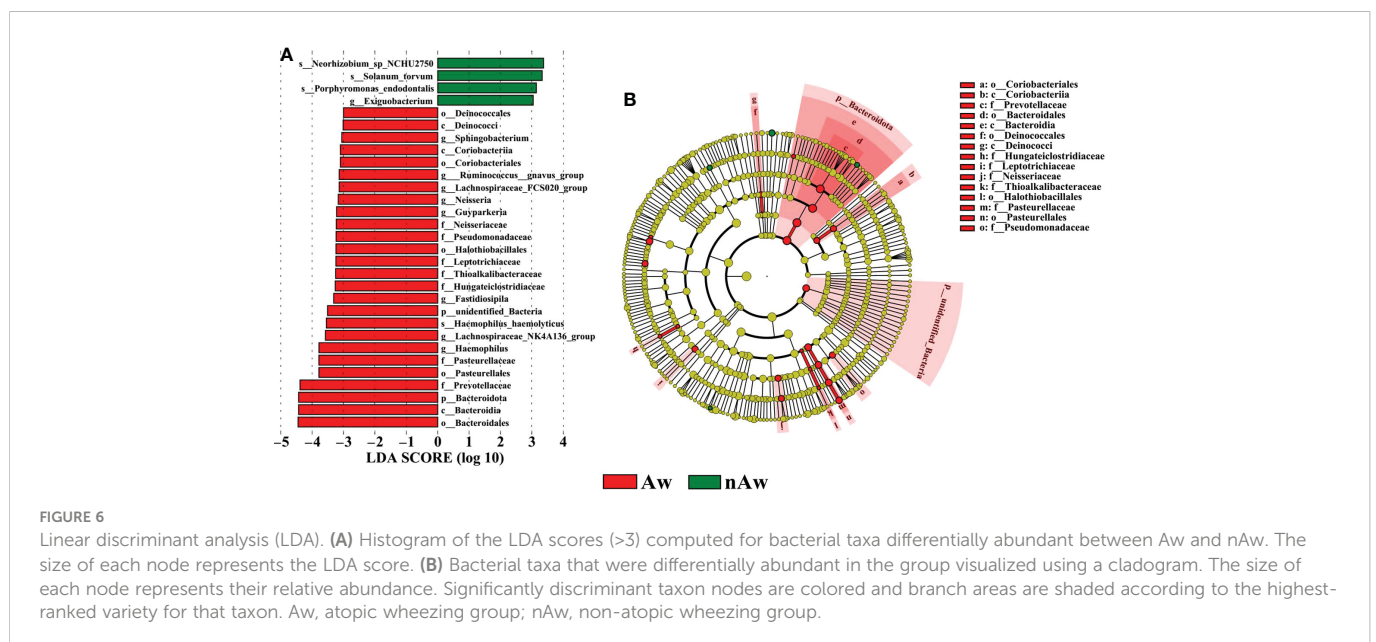 A
s__Neorhizobium_sp_NCHU2750
s__Solanum_torvum
s__Porphyromonas_endodontalis
g__Exiguobacterium
o__Deinococcales
c__Deinococci
g__Sphingobacterium
c__Coriobacteriia
o__Coriobacteriales
g__Ruminococcus__gnavus_group
g__Lachnospiraceae_FCS020_group
g__Neisseria
g__Guyparkeria
f__Neisseriaceae
f__Pseudomonadaceae
o__Halothiobacillales
f__Leptotrichiaceae
f__Thioalkalibacteraceae
f__Hungateiclostridiaceae
g__Fastidiosipila
p__unidentified_Bacteria
s__Haemophilus_haemolyticus
g__Lachnospiraceae_NK4A136_group
g__Haemophilus
f__Pasteurellaceae
o__Pasteurellales
f__Prevotellaceae
p__Bacteroidota
c__Bacteroidia
o__Bacteroidales
−5 −4 −3 −2 −1 0 1 2 3 4
LDA SCORE (log 10)
B
p__Bacteroidota
e
d
c
b
a
g
f
p__unidentified_Bacteria
h
i
j
k
l
m
n
o
a: o__Coriobacteriales
b: c__Coriobacteriia
c: f__Prevotellaceae
d: o__Bacteroidales
e: c__Bacteroidia
f: o__Deinococcales
g: c__Deinococci
h: f__Hungateiclostridiaceae
i: f__Leptotrichiaceae
j: f__Neisseriaceae
k: f__Thioalkalibacteraceae
l: o__Halothiobacillales
m: f__Pasteurellaceae
n: o__Pasteurellales
o: f__Pseudomonadaceae
Aw nAw
FIGURE 6
Linear discriminant analysis (LDA). (A) Histogram of the LDA scores (>3) computed for bacterial taxa differentially abundant between Aw and nAw. The
size of each node represents the LDA score. (B) Bacterial taxa that were differentially abundant in the group visualized using a cladogram. The size of
each node represents their relative abundance. Significantly discriminant taxon nodes are colored and branch areas are shaded according to the highest-
ranked variety for that taxon. Aw, atopic wheezing group; nAw, non-atopic wheezing group.